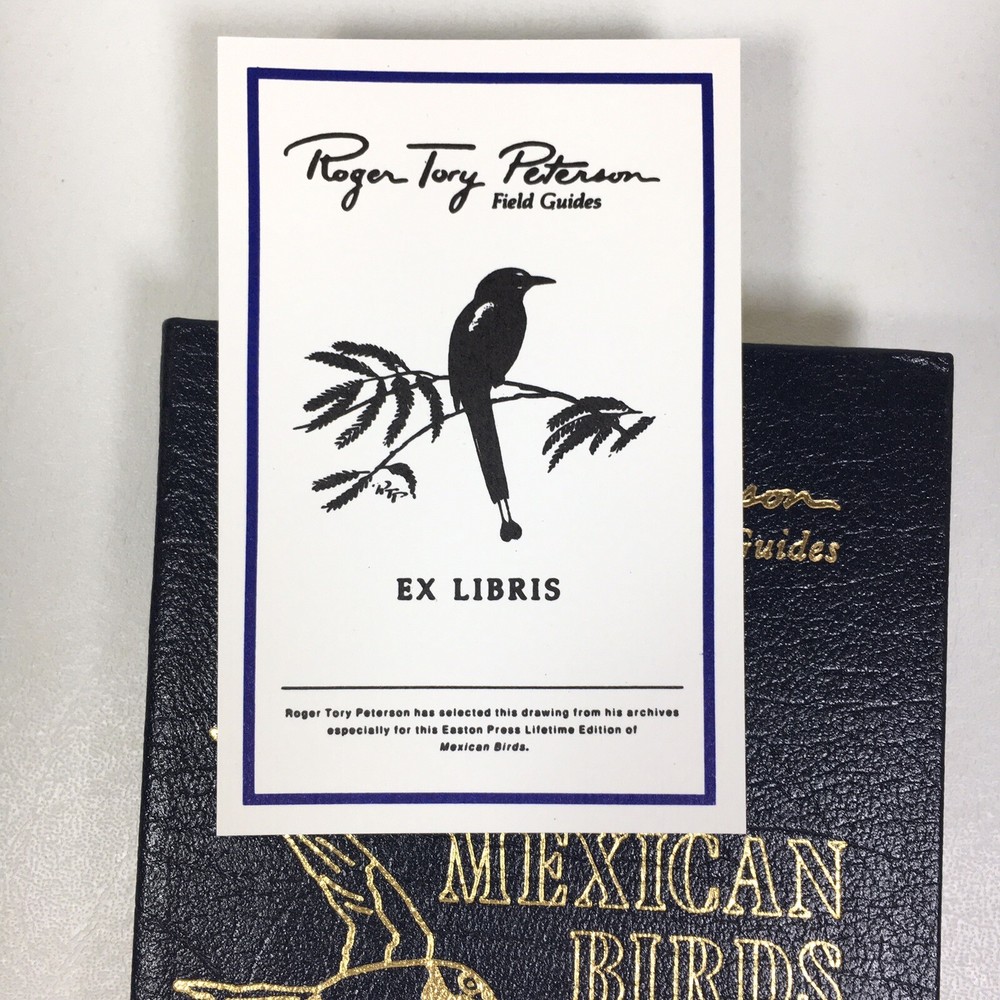 Roger Tory Peterson
Field Guides
RTP
EX LIBRIS
Roger Tory Peterson has selected this drawing from his archives
especially for this Easton Press Lifetime Edition of
Mexican Birds.
Guides
MEXICAN
BIRDS